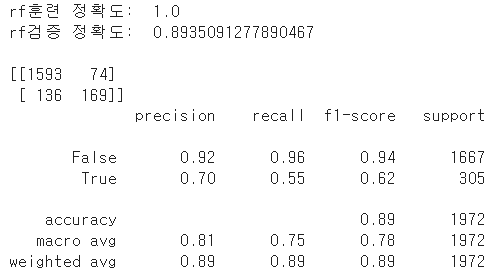 rf훈련 정확도:  1.0
rf검증 정확도:  0.8935091277890467
[[1593   74]
 [ 136  169]]
              precision    recall  f1-score   support
       False       0.92      0.96      0.94      1667
        True       0.70      0.55      0.62       305
    accuracy                           0.89      1972
   macro avg       0.81      0.75      0.78      1972
weighted avg       0.89      0.89      0.89      1972